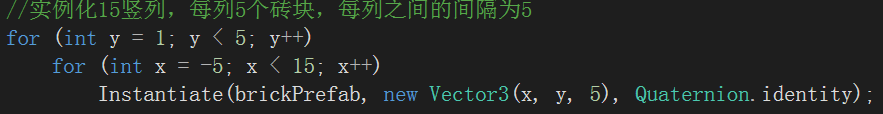 //实例化15竖列，每列5个砖块，每列之间的间隔为5
for (int y = 1; y < 5; y++)
for (int x = -5; x < 15; x++)
Instantiate(brickPrefab, new Vector3(x, y, 5), Quaternion.identity);